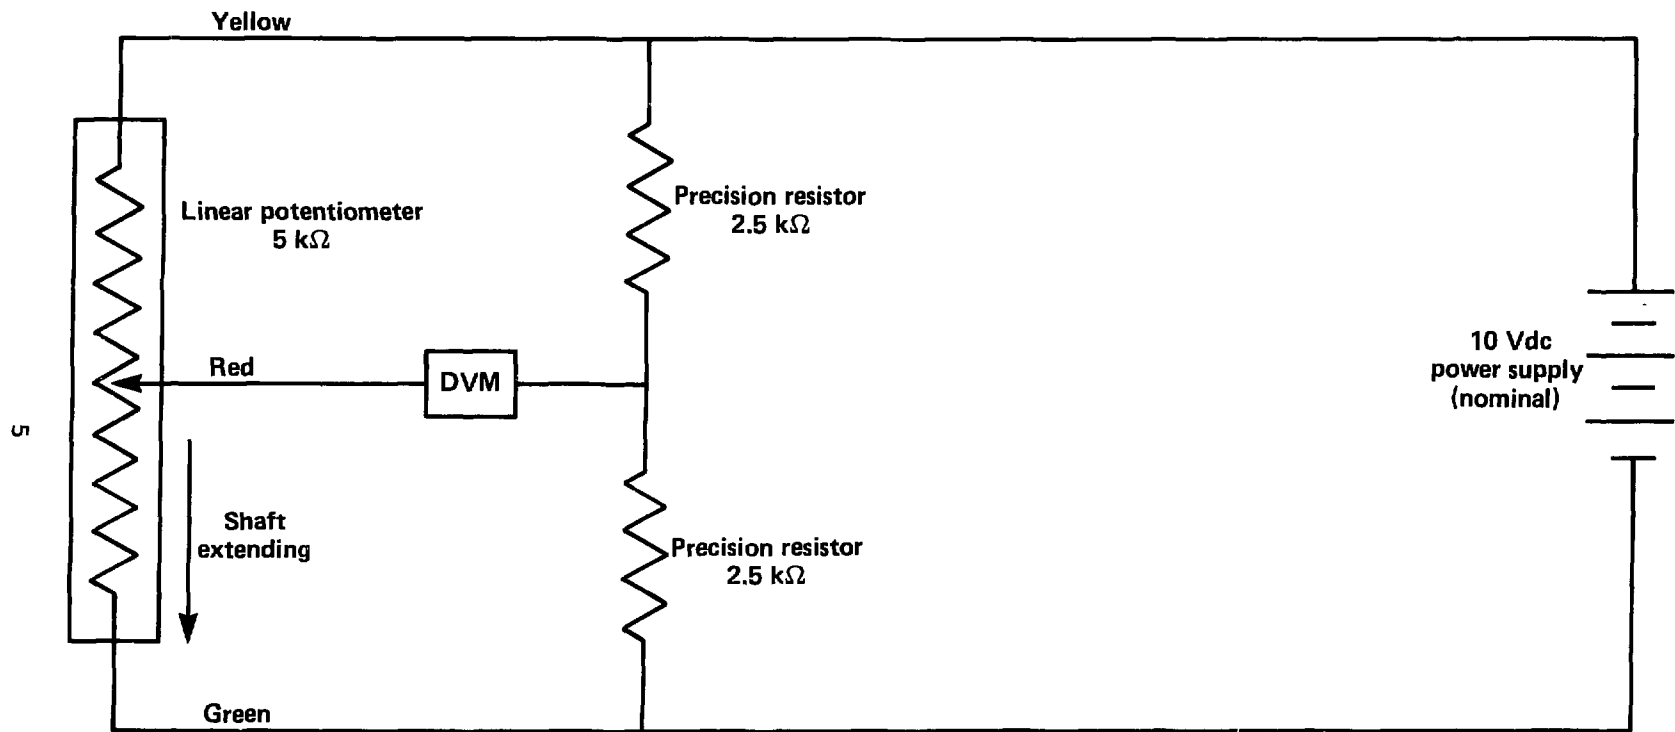 Yellow
Linear potentiometer
5 kΩ
Precision resistor
2.5 kΩ
Red
DVM
10 Vdc
power supply
(nominal)
5
Shaft
extending
Precision resistor
2.5 kΩ
Green